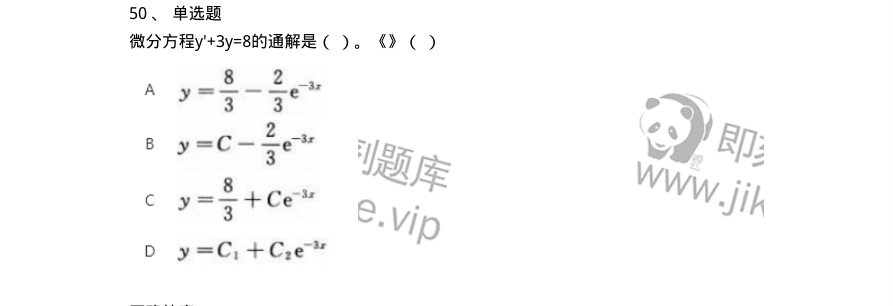 50 、 单选题
微分方程y'+3y=8的通解是（ ）。《》（ ）
A y = 8/3 − 2/3 e^{-3x}
B y = C − 2/3 e^{-3x}
C y = 8/3 + Ce^{-3x}
D y = C₁ + C₂e^{-3x}
题库
e.vip
即
www.jik